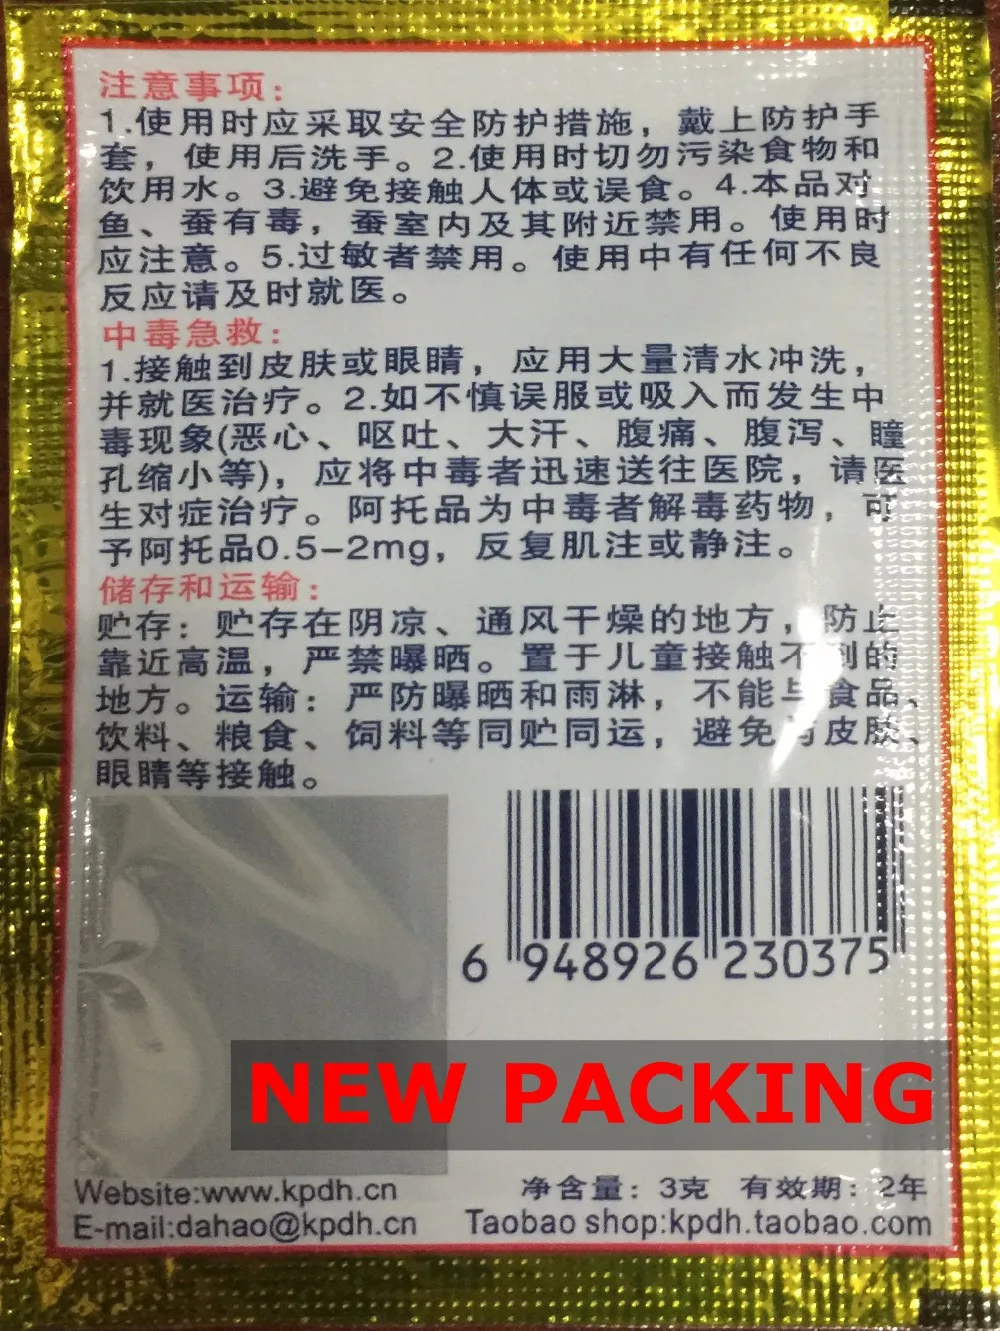 注意事项：
1.使用时应采取安全防护措施，戴上防护手
套，使用后洗手。2.使用时切勿污染食物和
饮用水。3.避免接触人体或误食。4.本品对
鱼、蚕有毒，蚕室内及其附近禁用。使用时
应注意。5.过敏者禁用。使用中有任何不良
反应请及时就医。
中毒急救：
1.接触到皮肤或眼睛，应用大量清水冲洗，
并就医治疗。2.如不慎误服或吸入而发生中
毒现象(恶心、呕吐、大汗、腹痛、腹泻、瞳
孔缩小等)，应将中毒者迅速送往医院，请医
生对症治疗。阿托品为中毒者解毒药物，可
予阿托品0.5-2mg，反复肌注或静注。
储存和运输：
贮存：贮存在阴凉、通风干燥的地方，防止
靠近高温，严禁曝晒。置于儿童接触不到的
地方。运输：严防曝晒和雨淋，不能与食品、
饮料、粮食、饲料等同贮同运，避免与皮肤、
眼睛等接触。
6 948926 230375
NEW PACKING
Website:www.kpdh.cn 净含量：3克 有效期：2年
E-mail:dahao@kpdh.cn Taobao shop:kpdh.taobao.com